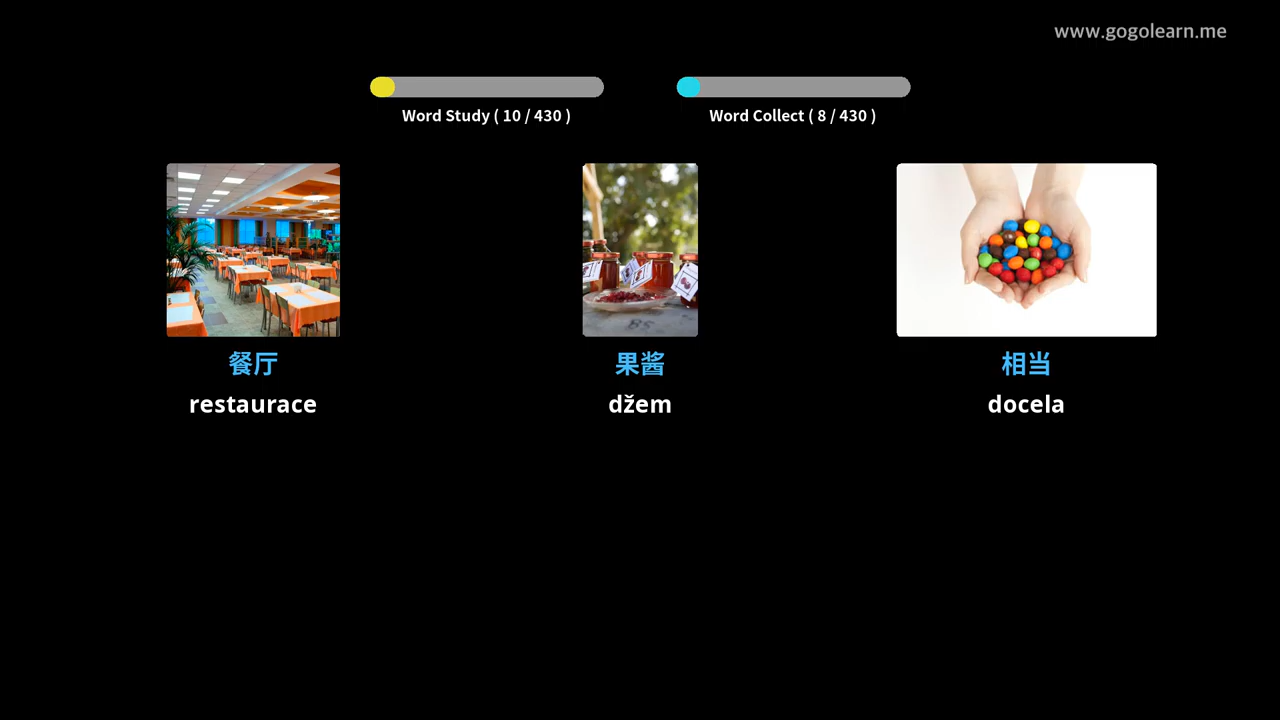 www.gogolearn.me
Word Study ( 10 / 430 )
Word Collect ( 8 / 430 )
餐厅
restaurace
果酱
džem
相当
docela